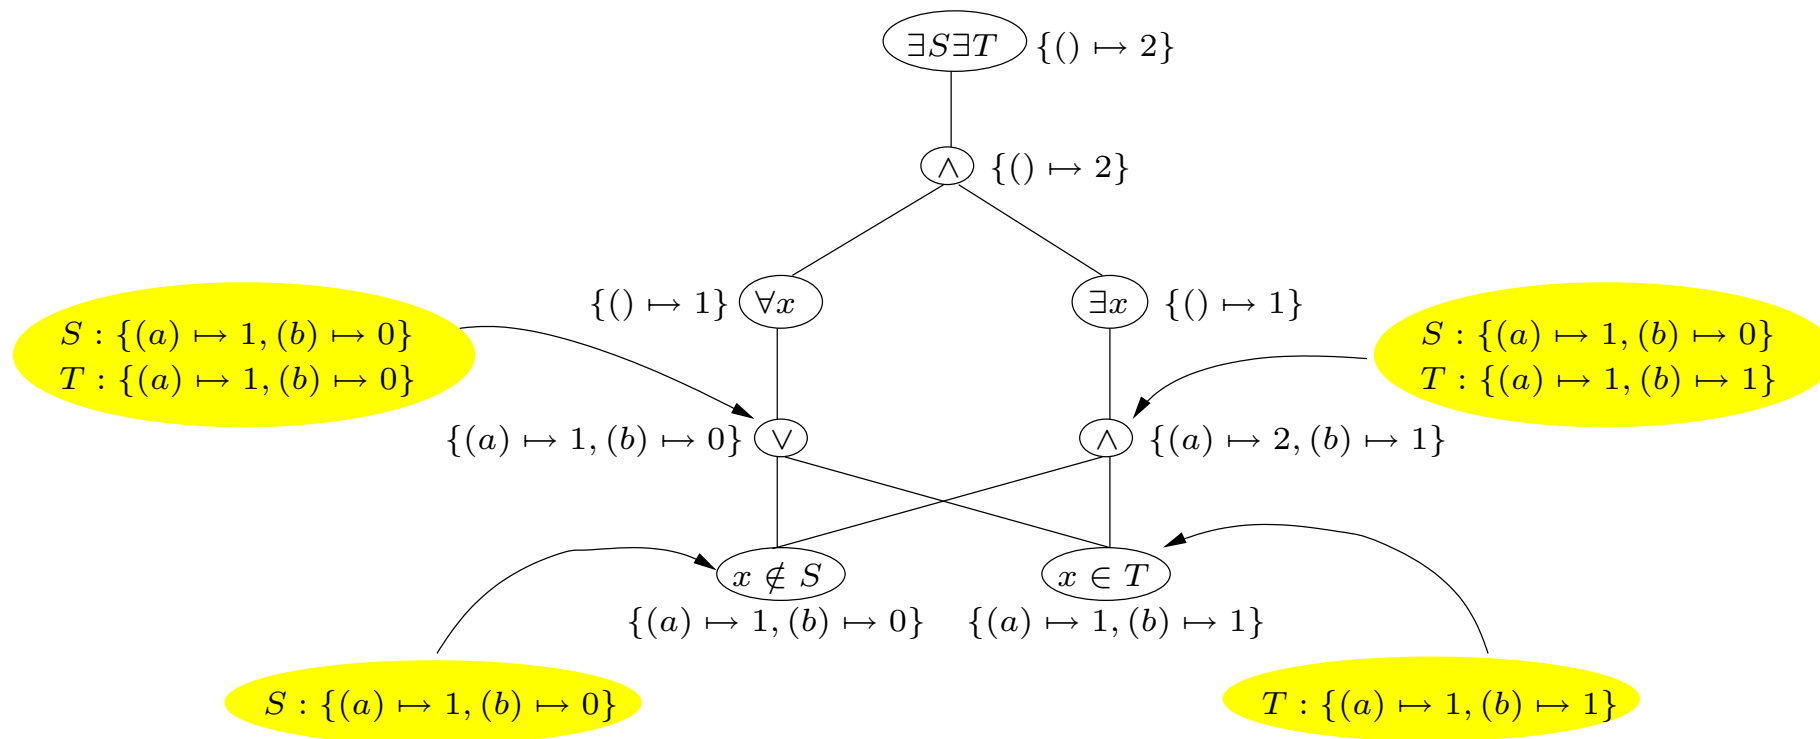 ∃S∃T {() ↦ 2}
∧ {() ↦ 2}
{() ↦ 1} ∀x ∃x {() ↦ 1}
S : {(a) ↦ 1, (b) ↦ 0}
T : {(a) ↦ 1, (b) ↦ 0}
S : {(a) ↦ 1, (b) ↦ 0}
T : {(a) ↦ 1, (b) ↦ 1}
{(a) ↦ 1, (b) ↦ 0} ∨ ∧ {(a) ↦ 2, (b) ↦ 1}
x ∉ S x ∈ T
{(a) ↦ 1, (b) ↦ 0} {(a) ↦ 1, (b) ↦ 1}
S : {(a) ↦ 1, (b) ↦ 0} T : {(a) ↦ 1, (b) ↦ 1}